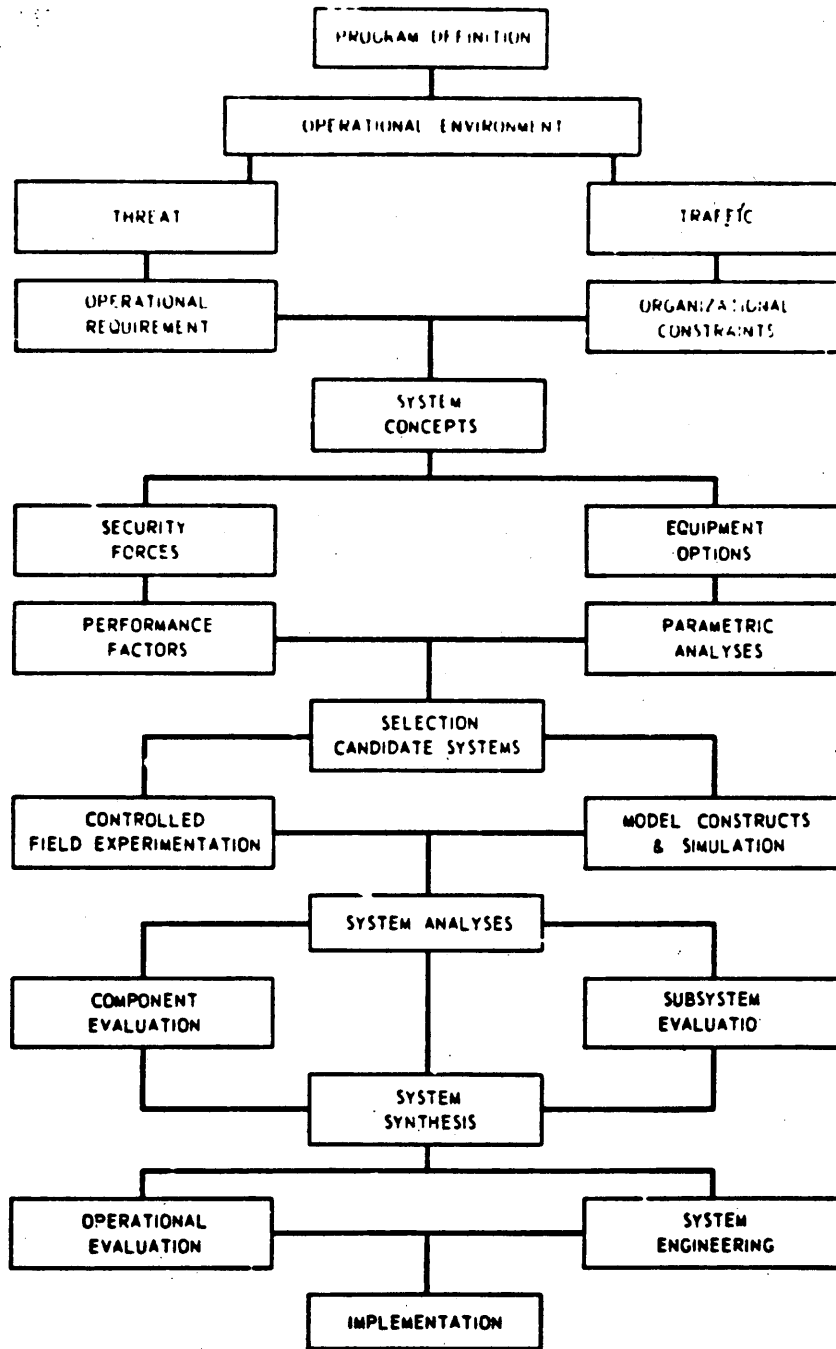 PROGRAM DEFINITION
OPERATIONAL ENVIRONMENT
THREAT
TRAFFIC
OPERATIONAL
REQUIREMENT
ORGANIZATIONAL
CONSTRAINTS
SYSTEM
CONCEPTS
SECURITY
FORCES
EQUIPMENT
OPTIONS
PERFORMANCE
FACTORS
PARAMETRIC
ANALYSES
SELECTION
CANDIDATE SYSTEMS
CONTROLLED
FIELD EXPERIMENTATION
MODEL CONSTRUCTS
& SIMULATION
SYSTEM ANALYSES
COMPONENT
EVALUATION
SUBSYSTEM
EVALUATIO
SYSTEM
SYNTHESIS
OPERATIONAL
EVALUATION
SYSTEM
ENGINEERING
IMPLEMENTATION